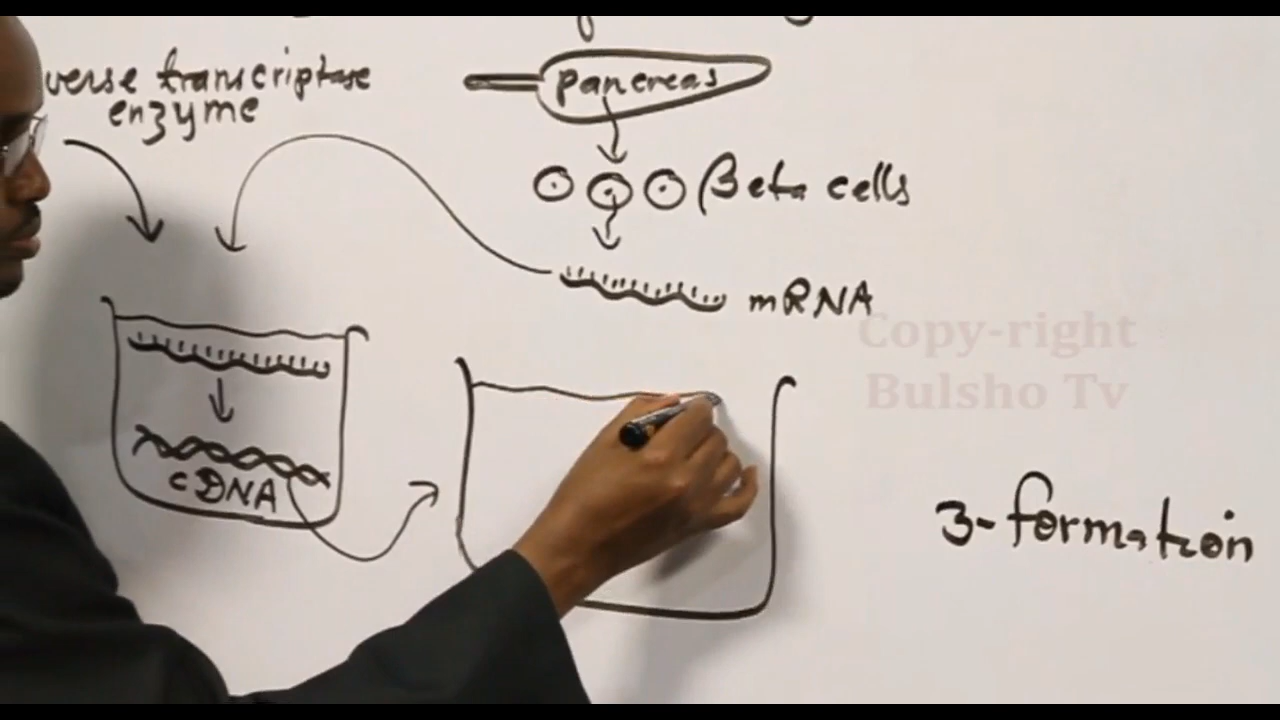 verse transcriptase
enzyme
pancreas
Beta cells
mRNA
Copy-right
Bulsho Tv
cDNA
3- formation